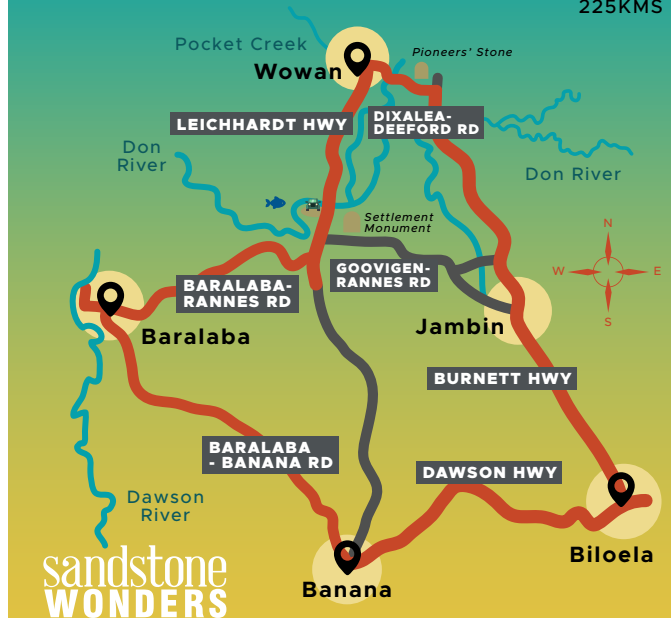 225KMS
Pocket Creek
Pioneers' Stone
Wowan
LEICHHARDT HWY
DIXALEA-
DEEFORD RD
Don
River
Don River
Settlement
Monument
N
W
E
S
GOOVIGEN-
RANNES RD
BARALABA-
RANNES RD
Jambin
Baralaba
BURNETT HWY
BARALABA
- BANANA RD
DAWSON HWY
Dawson
River
Biloela
sandstone
WONDERS
Banana